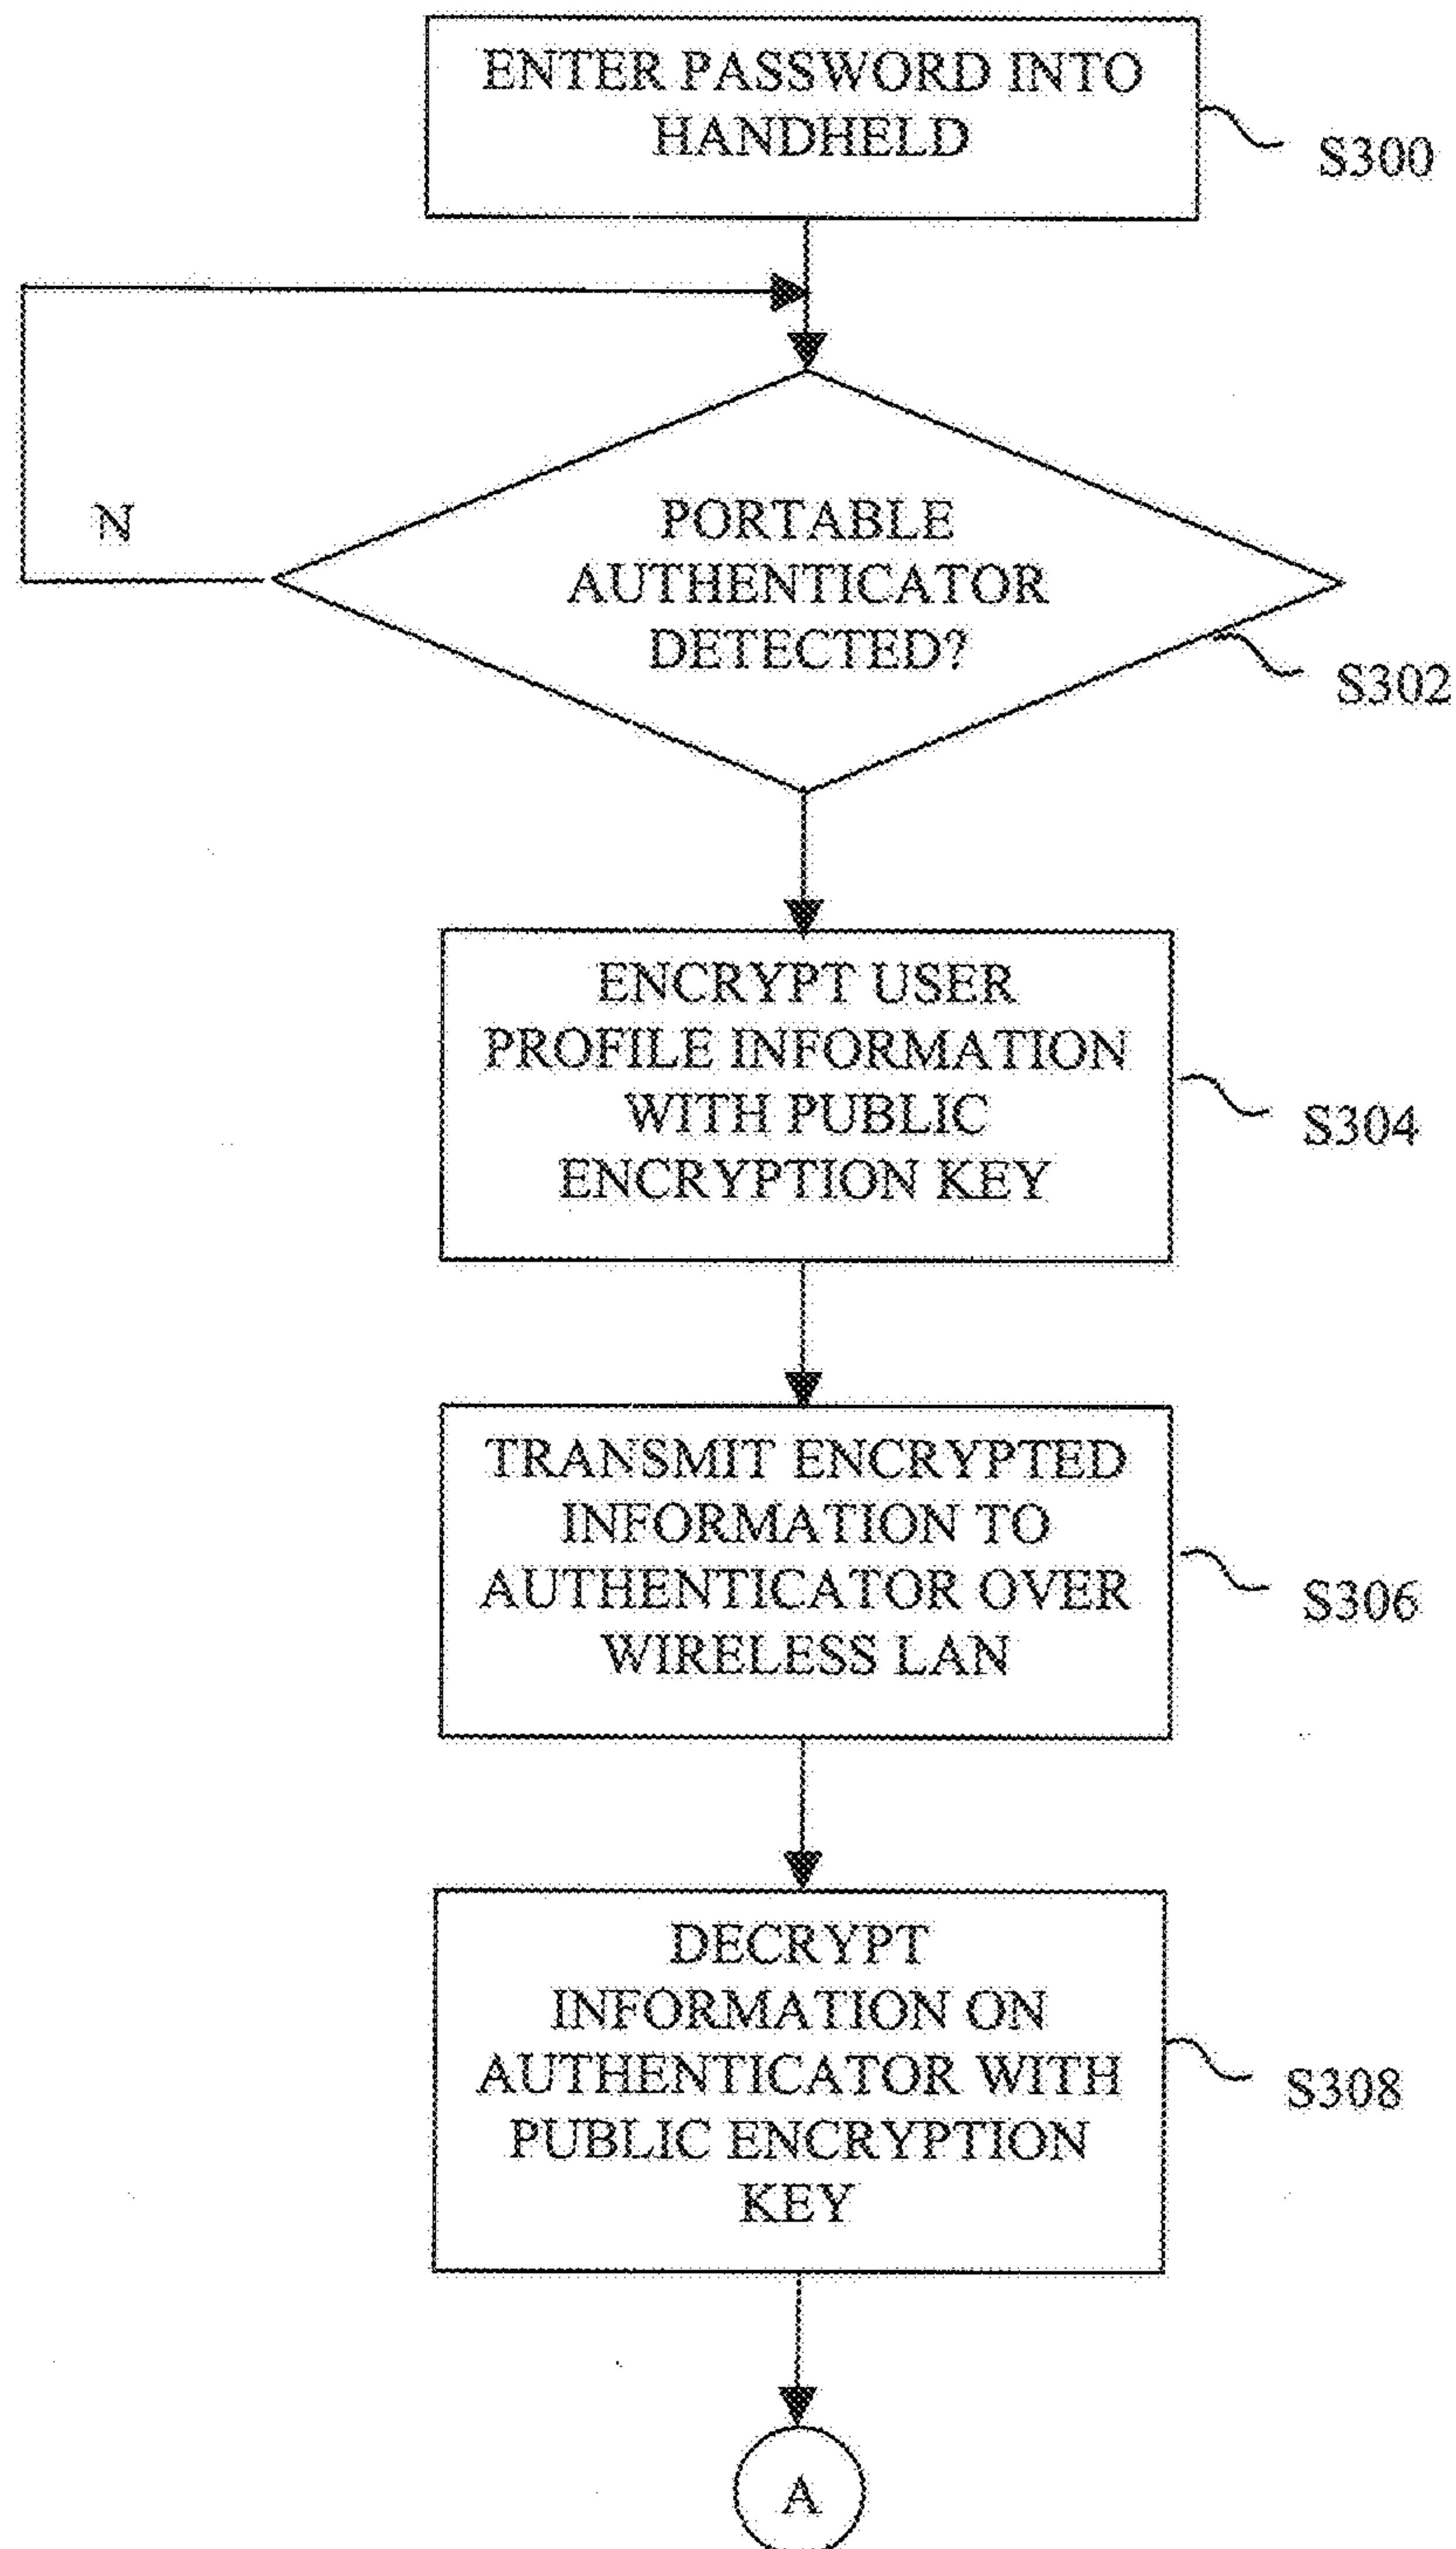 ENTER PASSWORD INTO
HANDHELD
S300
N
PORTABLE
AUTHENTICATOR
DETECTED?
S302
ENCRYPT USER
PROFILE INFORMATION
WITH PUBLIC
ENCRYPTION KEY
S304
TRANSMIT ENCRYPTED
INFORMATION TO
AUTHENTICATOR OVER
WIRELESS LAN
S306
DECRYPT
INFORMATION ON
AUTHENTICATOR WITH
PUBLIC ENCRYPTION
KEY
S308
A